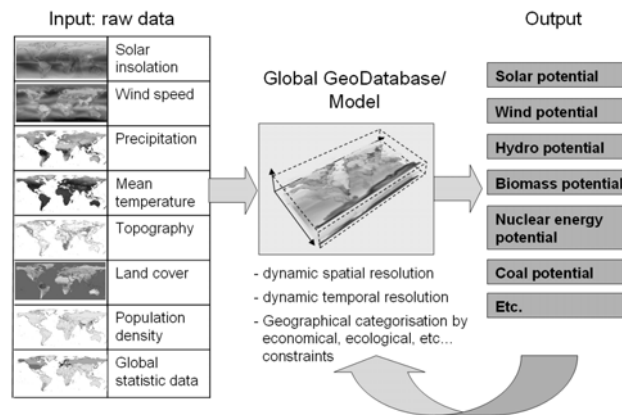 Input: raw data
Solar
insolation
Wind speed
Precipitation
Mean
temperature
Topography
Land cover
Population
density
Global
statistic data
Global GeoDatabase/
Model
- dynamic spatial resolution
- dynamic temporal resolution
- Geographical categorisation by
economical, ecological, etc...
constraints
Output
Solar potential
Wind potential
Hydro potential
Biomass potential
Nuclear energy
potential
Coal potential
Etc.